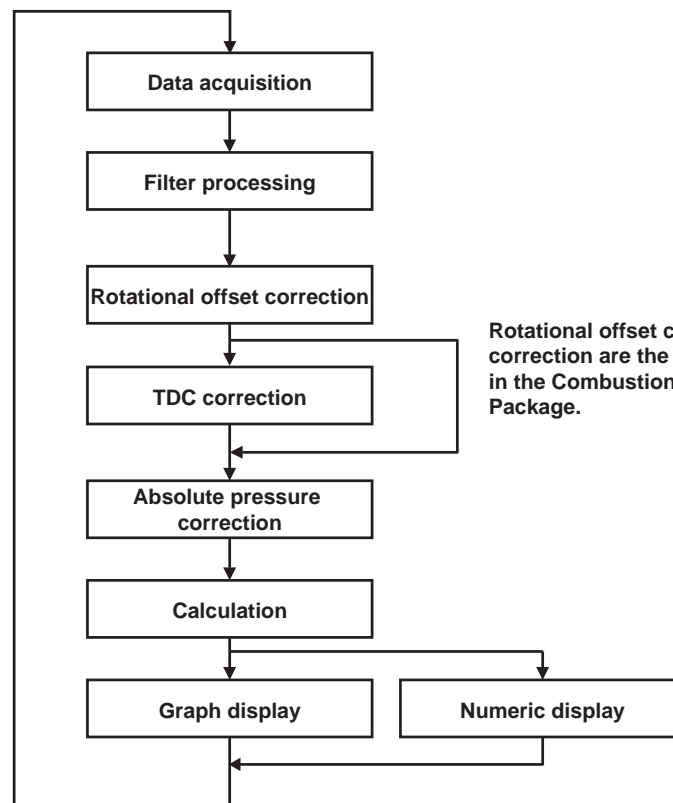 Data acquisition
Filter processing
Rotational offset correction
Rotational offset
correction are the
in the Combustion
Package.
TDC correction
Absolute pressure
correction
Calculation
Graph display
Numeric display